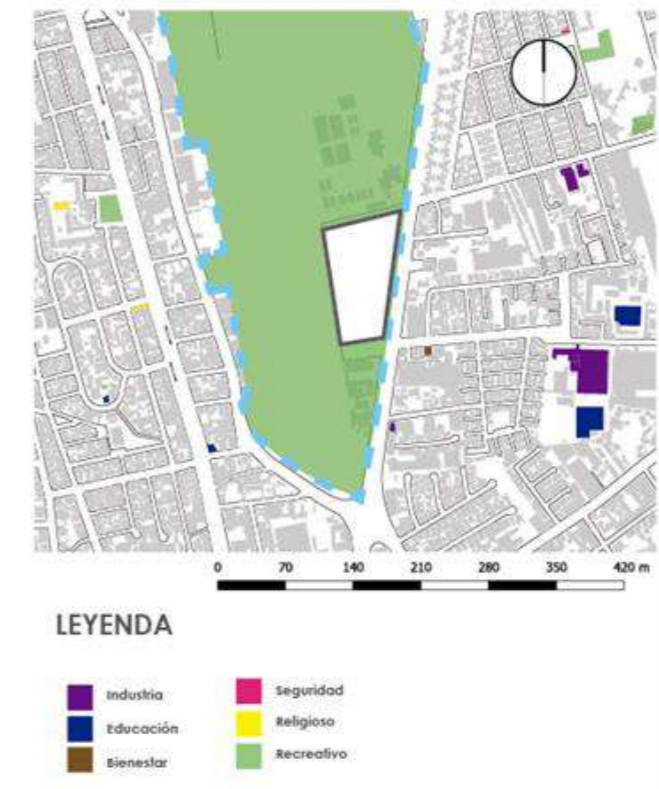 0 70 140 210 280 350 420 m
LEYENDA
Industria
Educación
Bienestar
Seguridad
Religioso
Recreativo